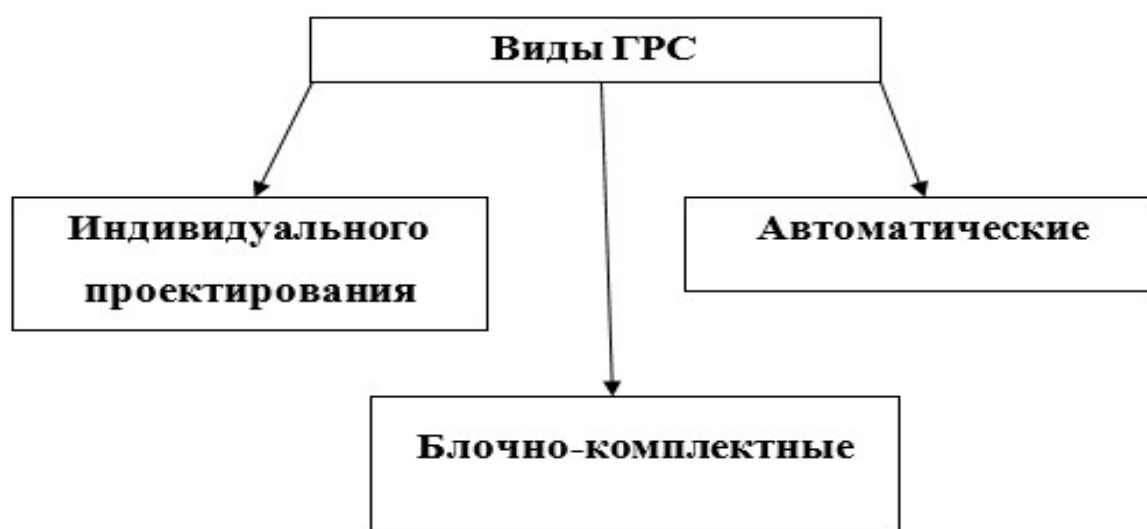 Виды ГРС
Индивидуального
проектирования
Автоматические
Блочно-комплектные